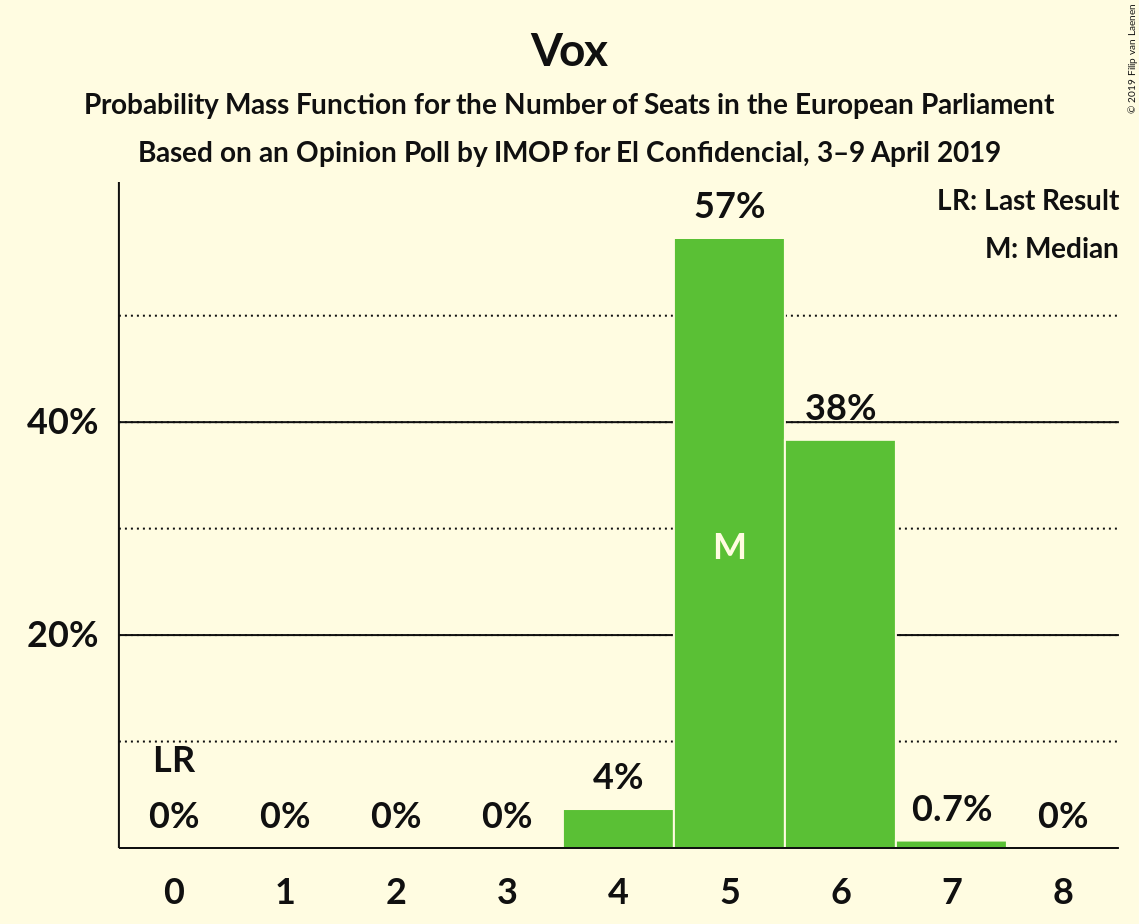 Vox
Probability Mass Function for the Number of Seats in the European Parliament
Based on an Opinion Poll by IMOP for El Confidencial, 3–9 April 2019
© 2019 Filip van Laenen
LR: Last Result
M: Median
57%
40%
38%
M
20%
LR
0%
0%
0%
0%
4%
0.7%
0%
0 1 2 3 4 5 6 7 8